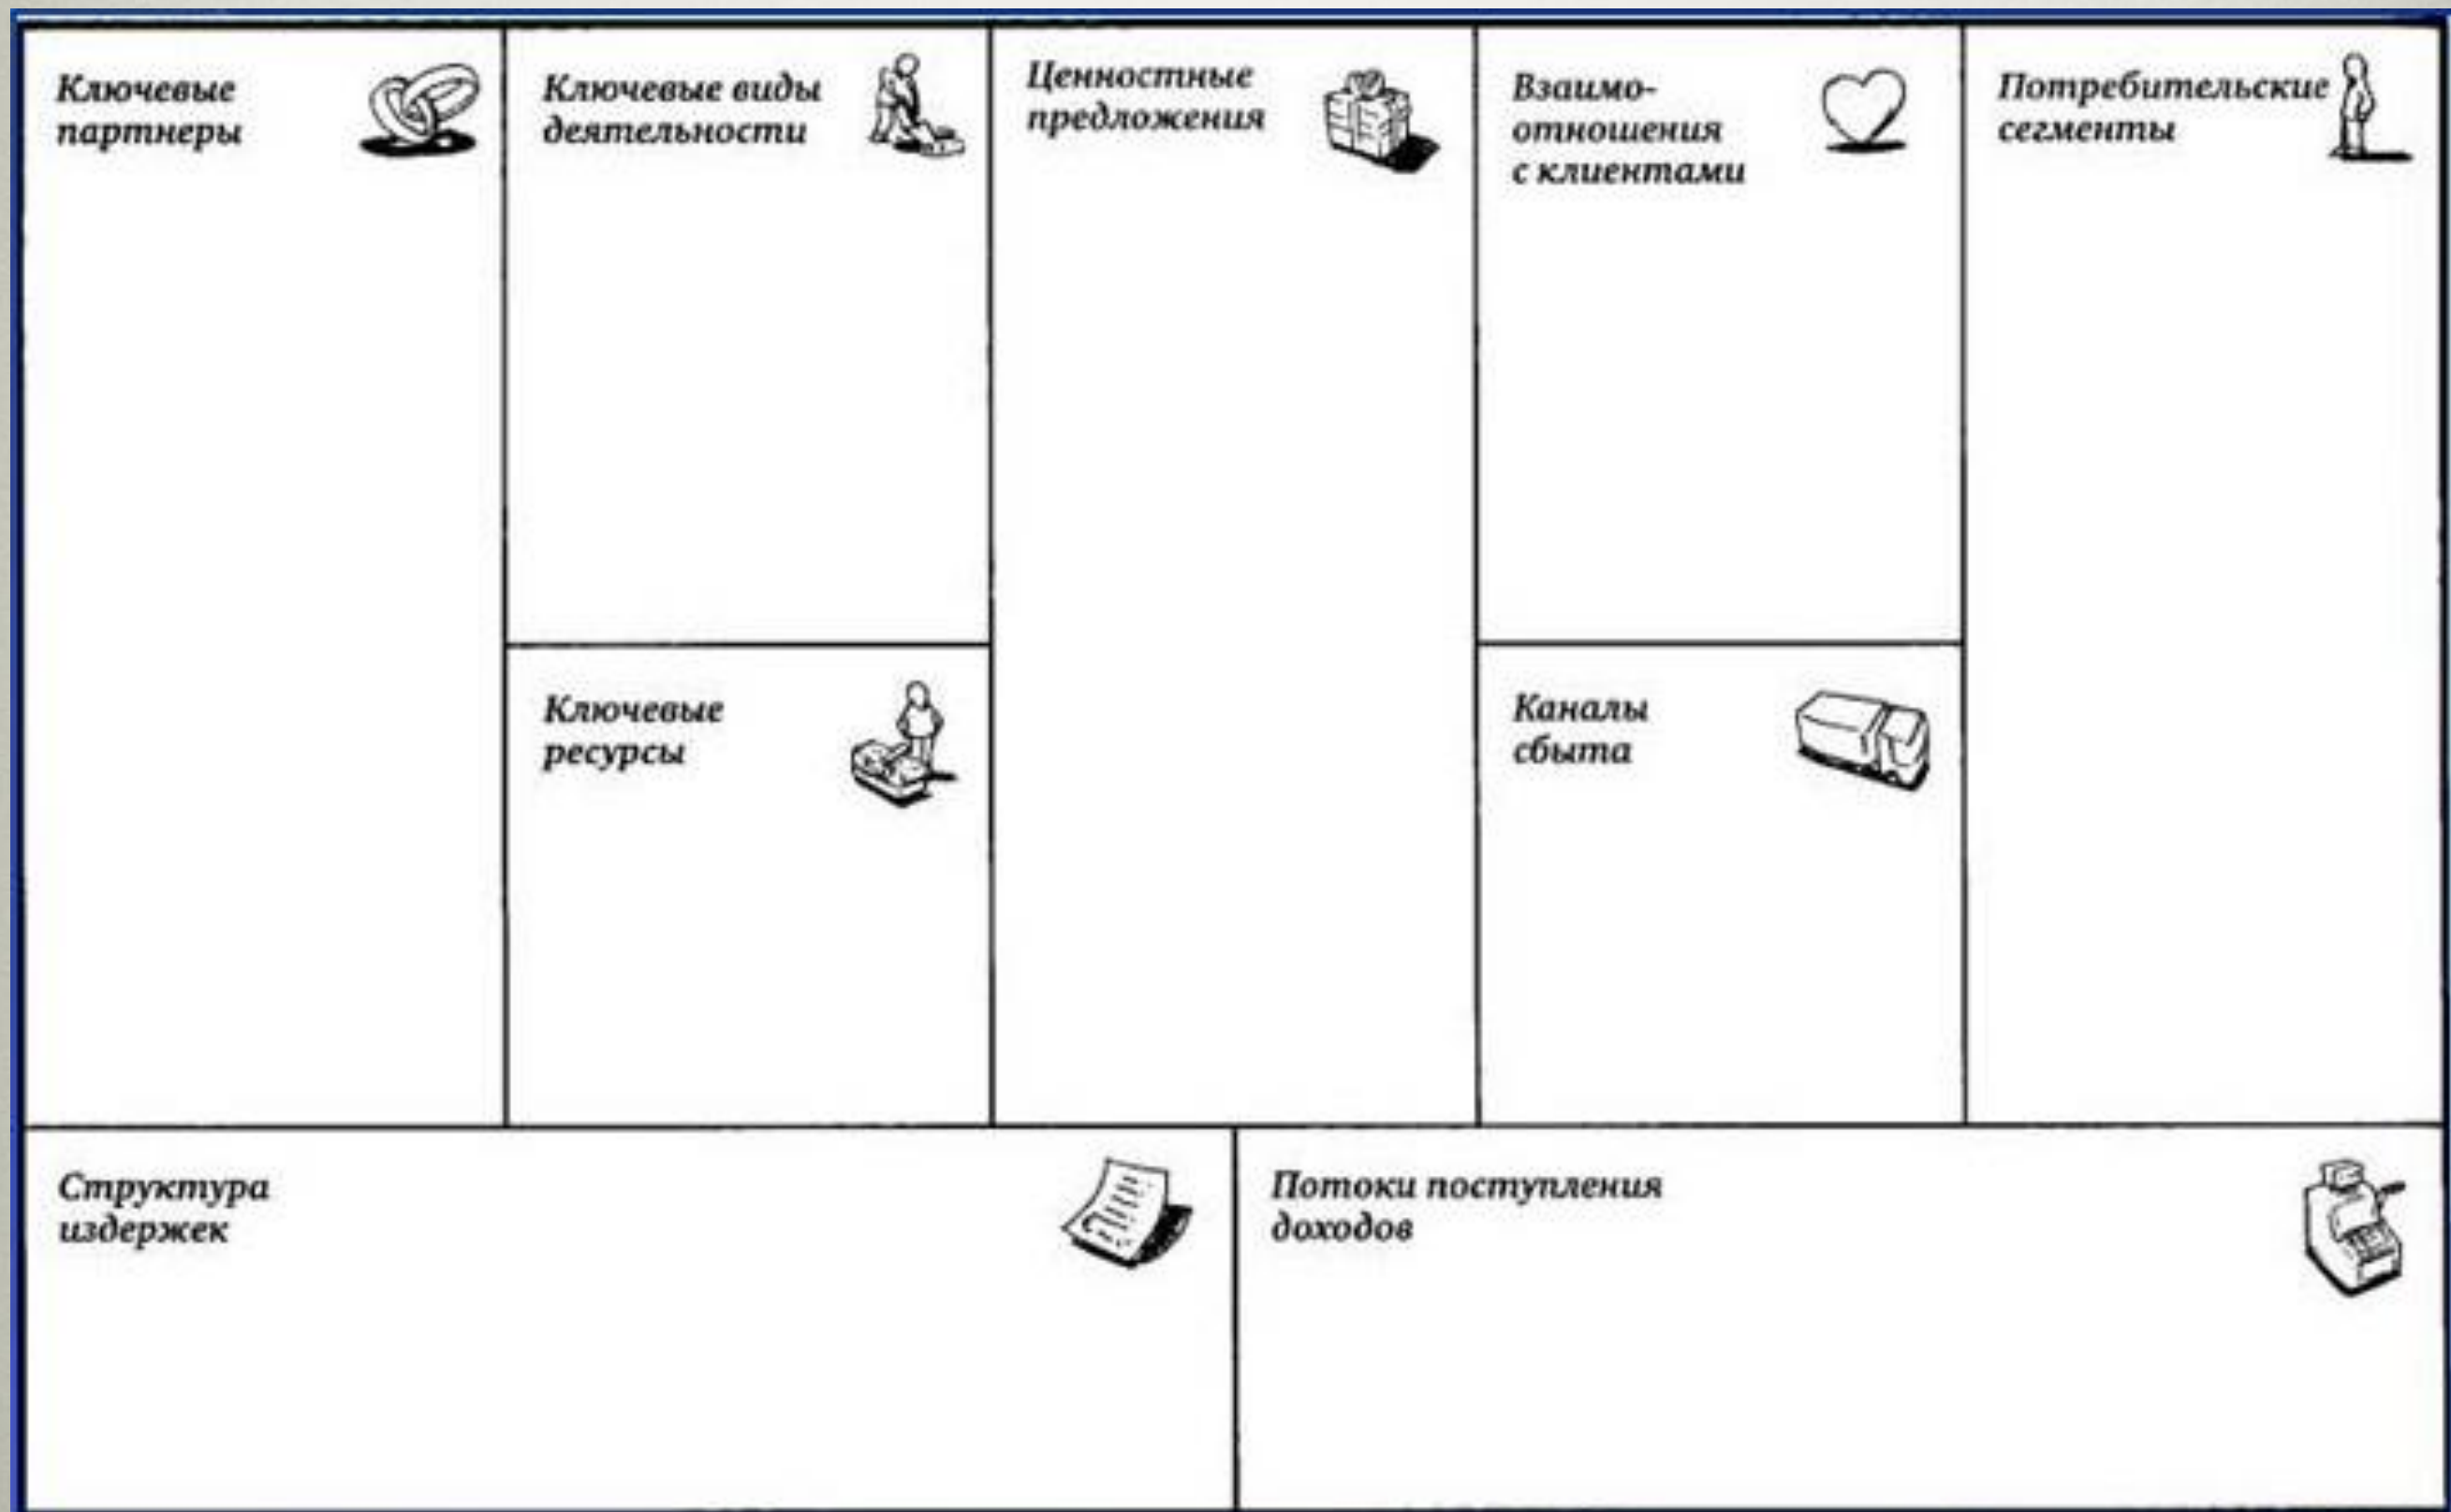 Ключевые
партнеры
Ключевые виды
деятельности
Ключевые
ресурсы
Ценностные
предложения
Взаимо-
отношения
с клиентами
Каналы
сбыта
Потребительские
сегменты
Структура
издержек
Потоки поступления
доходов